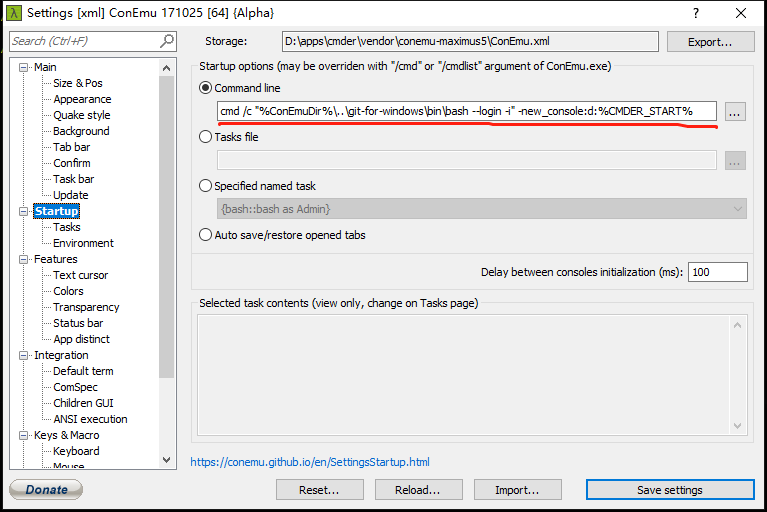 λ Settings [xml] ConEmu 171025 [64] {Alpha} ?
Search (Ctrl+F)
Storage: D:\apps\cmder\vendor\conemu-maximus5\ConEmu.xml Export...
Main
Size & Pos
Appearance
Quake style
Background
Tab bar
Confirm
Task bar
Update
Startup
Tasks
Environment
Features
Text cursor
Colors
Transparency
Status bar
App distinct
Integration
Default term
ComSpec
Children GUI
ANSI execution
Keys & Macro
Keyboard
Mouse
Startup options (may be overriden with "/cmd" or "/cmdlist" argument of ConEmu.exe)
Command line
cmd /c "%ConEmuDir%\..\git-for-windows\bin\bash --login -i" -new_console:d:%CMDER_START% ...
Tasks file
...
Specified named task
{bash::bash as Admin}
Auto save/restore opened tabs
Delay between consoles initialization (ms): 100
Selected task contents (view only, change on Tasks page)
https://conemu.github.io/en/SettingsStartup.html
Donate Reset... Reload... Import... Save settings